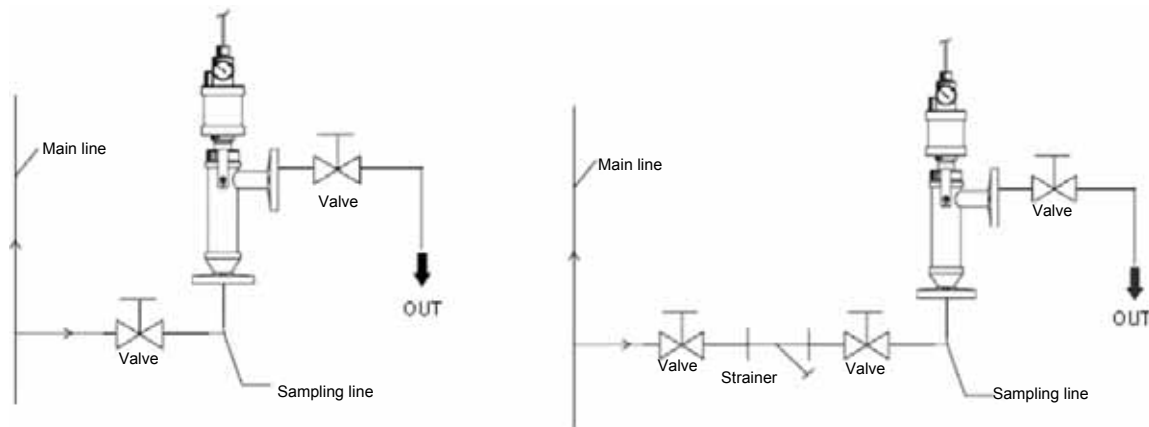 Main line
Valve
OUT
Valve
Sampling line
Main line
Valve
OUT
Valve
Strainer
Valve
Sampling line